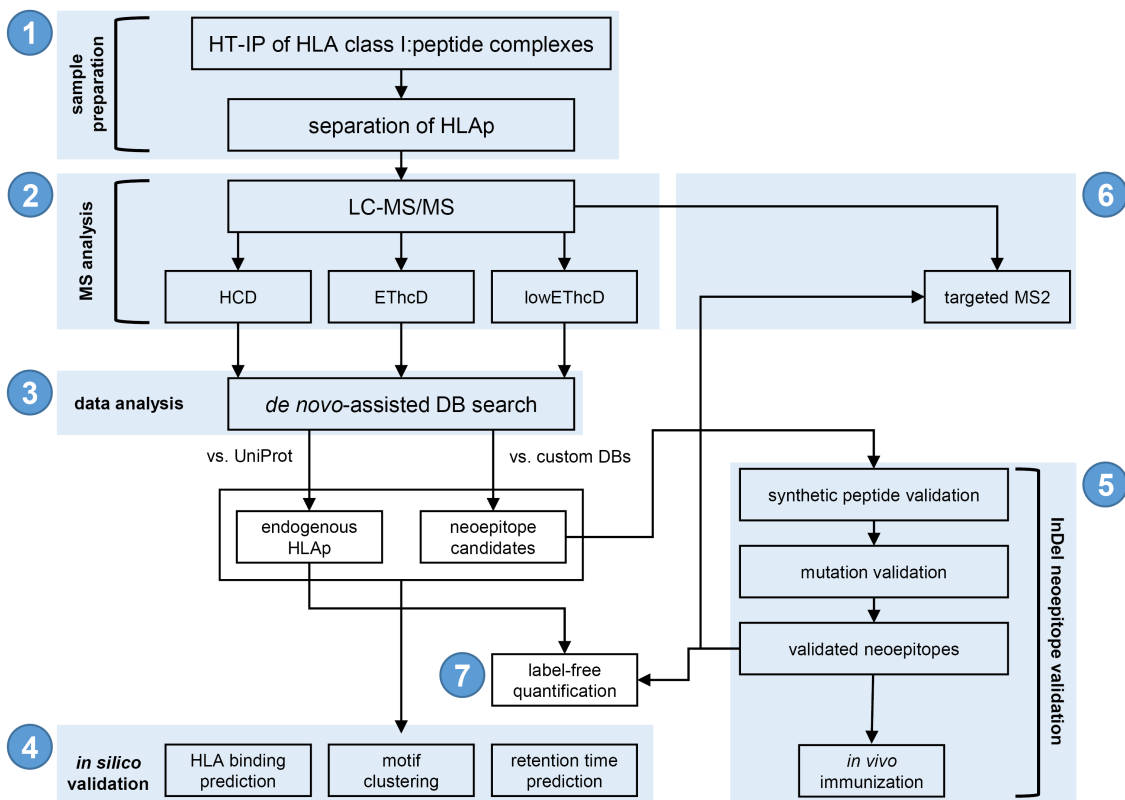 1
sample
preparation
HT-IP of HLA class I:peptide complexes
separation of HLAp
2
MS analysis
LC-MS/MS
HCD
EThcD
lowEThcD
6
targeted MS2
3
data analysis
de novo-assisted DB search
vs. UniProt
vs. custom DBs
endogenous
HLAp
neoepitope
candidates
5
InDel neoepitope validation
synthetic peptide validation
mutation validation
validated neoepitopes
in vivo
immunization
7
label-free
quantification
4
in silico
validation
HLA binding
prediction
motif
clustering
retention time
prediction